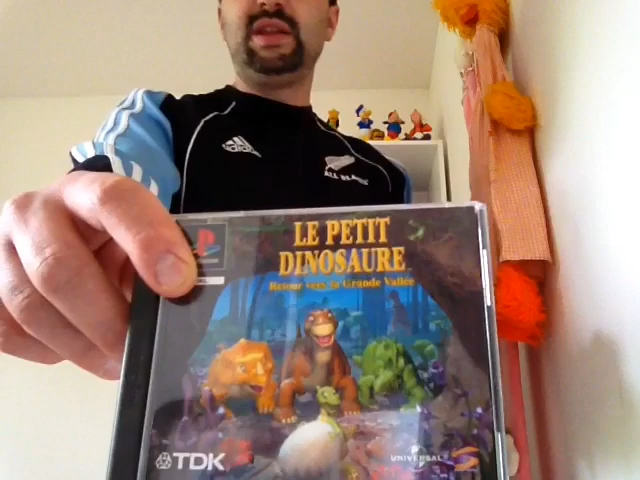 adidas
ALL BLACKS
LE PETIT
DINOSAURE
Retour vers la Grande Vallée
TDK
UNIVERSAL